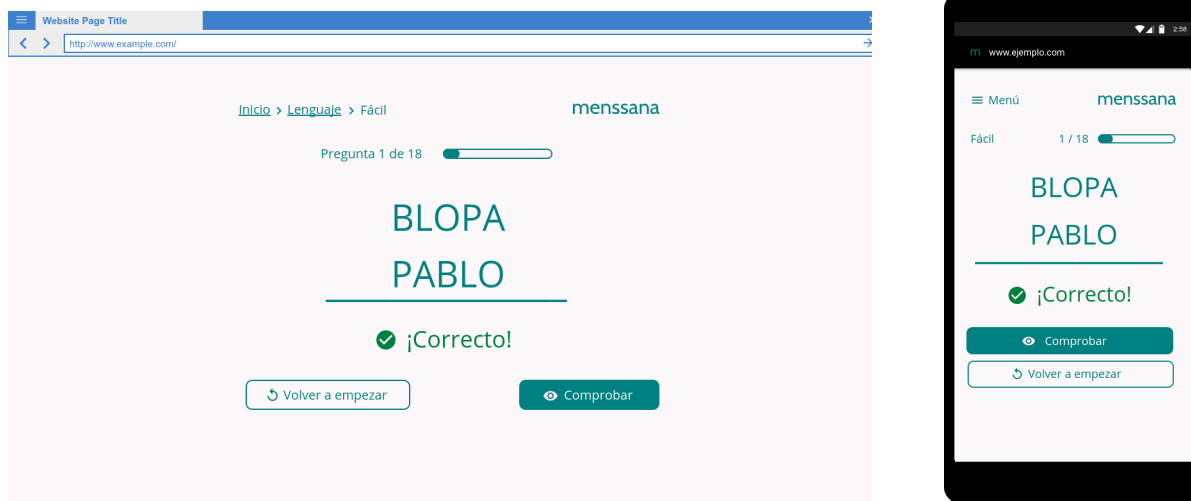 Website Page Title
http://www.example.com/
Inicio > Lenguaje > Fácil
menssana
Pregunta 1 de 18
BLOPA
PABLO
¡Correcto!
Volver a empezar
Comprobar
2:58
m www.ejemplo.com
Menú
menssana
Fácil
1 / 18
BLOPA
PABLO
¡Correcto!
Comprobar
Volver a empezar